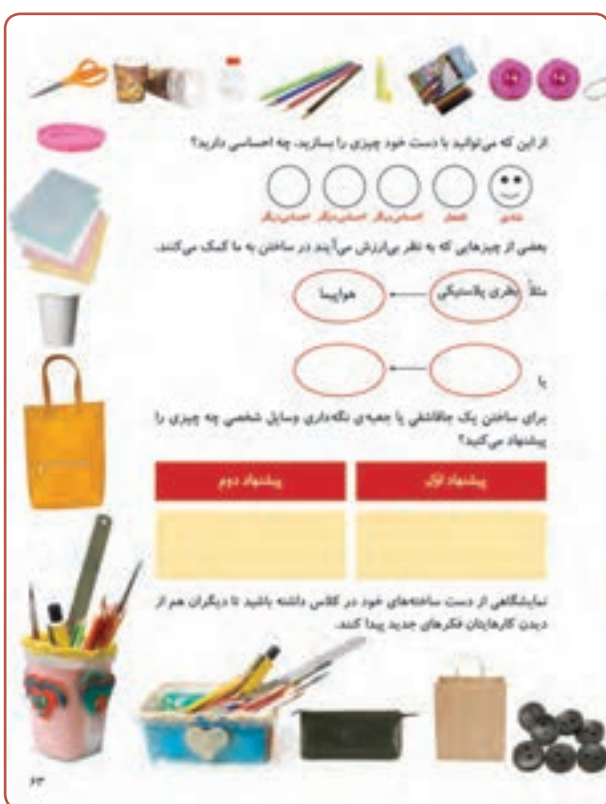 از این که می‌توانید با دست خود چیزی را بسازید، چه احساسی دارید؟
شادی افتخار احساس دیگر احساس دیگر احساس دیگر
بعضی از چیزهایی که به نظر بی‌ارزش می‌آیند در ساختن به ما کمک می‌کنند.
مثلاً بطری پلاستیکی هواپیما
یا
برای ساختن یک جاقاشقی یا جعبه‌ی نگه‌داری وسایل شخصی چه چیزی را
پیشنهاد می‌کنید؟
پیشنهاد اوّل پیشنهاد دوم
نمایشگاهی از دست ساخته‌های خود در کلاس داشته باشید تا دیگران هم از
دیدن کارهایتان فکرهای جدید پیدا کنند.
۶۳